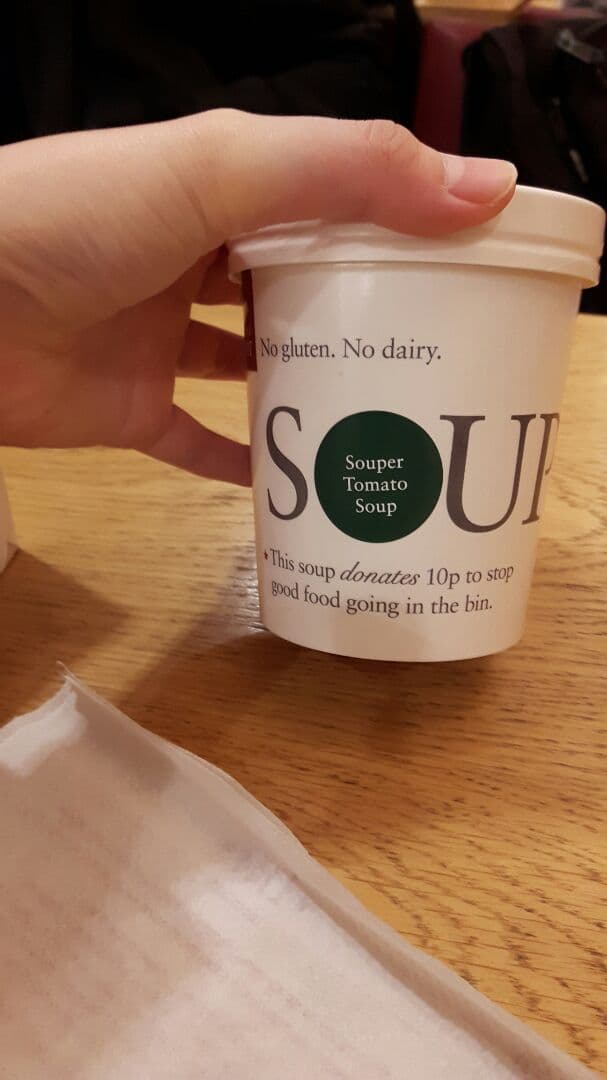 No gluten. No dairy.
SOUP
Souper
Tomato
Soup
*This soup donates 10p to stop
good food going in the bin.